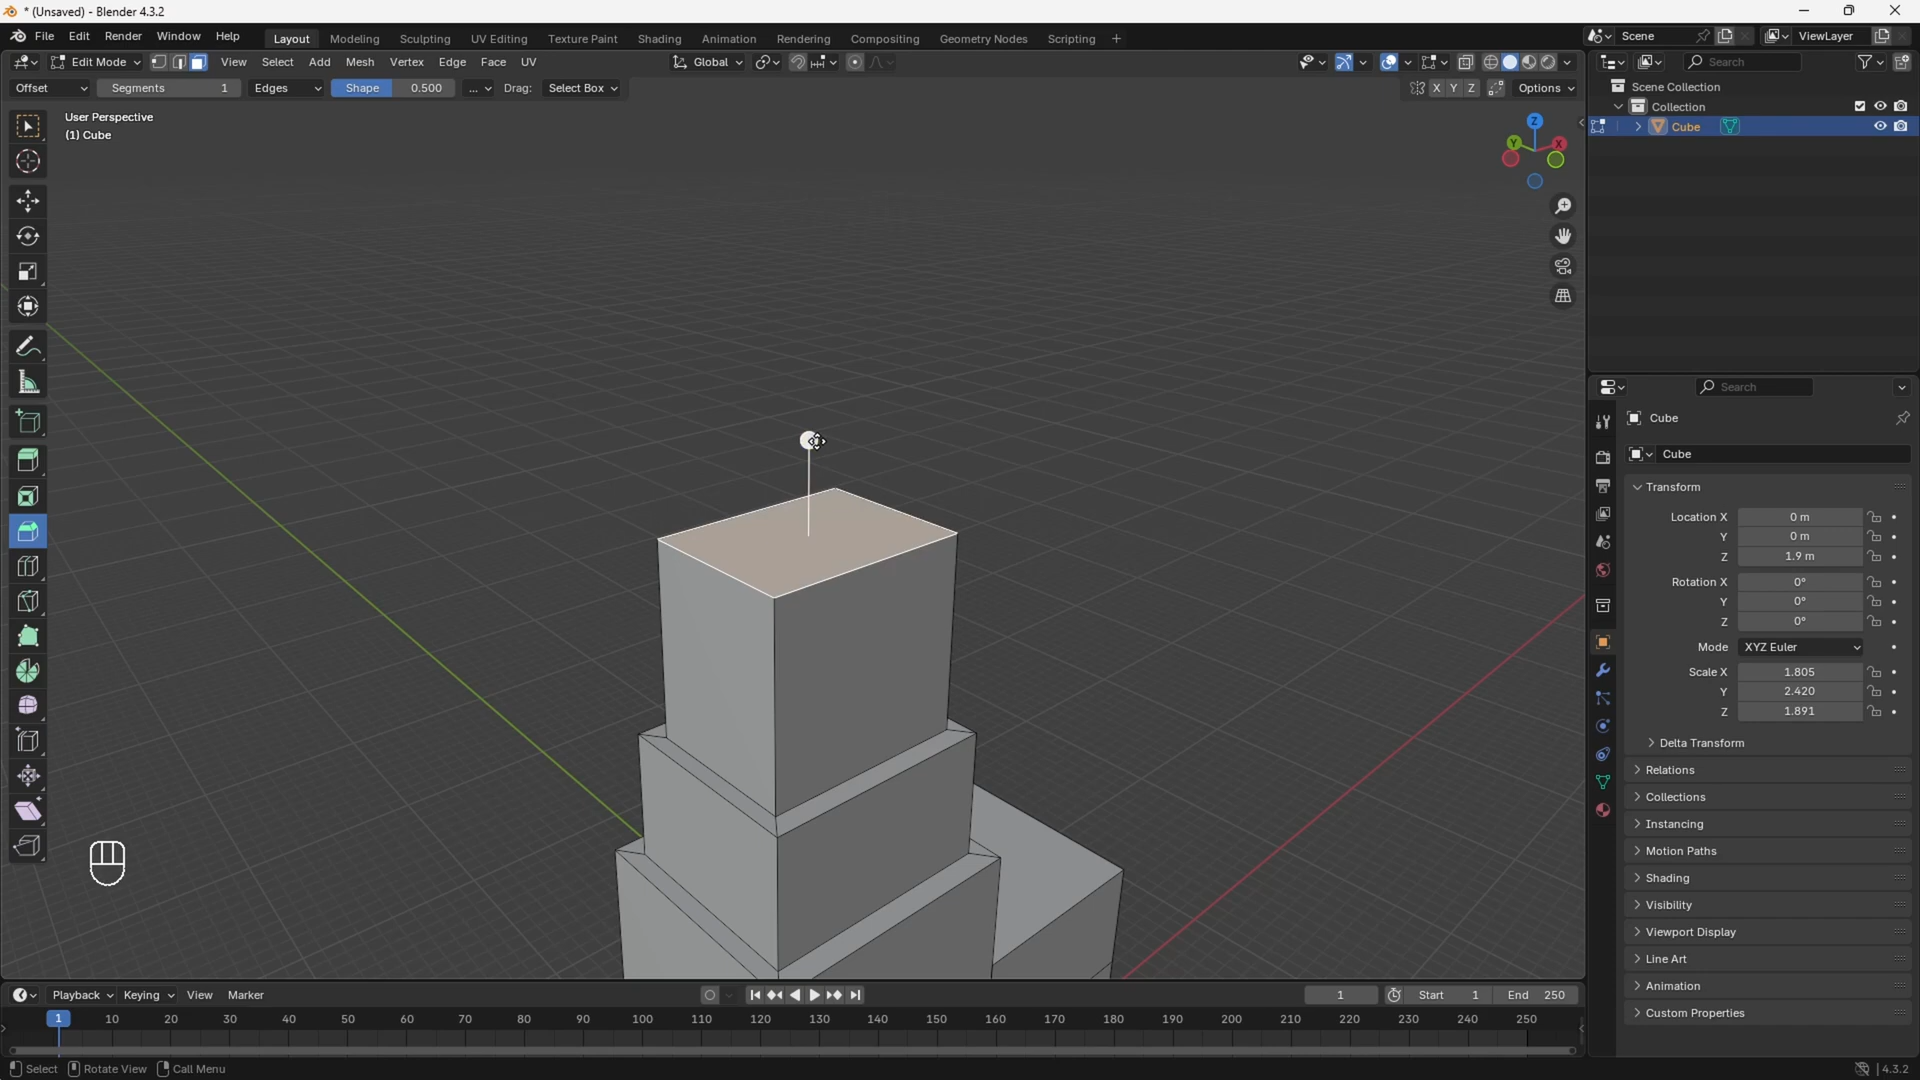 * (Unsaved) - Blender 4.3.2
File Edit Render Window Help Layout Modeling Sculpting UV Editing Texture Paint Shading Animation Rendering Compositing Geometry Nodes Scripting + Scene ViewLayer
Edit Mode View Select Add Mesh Vertex Edge Face UV Global Search
Offset Segments 1 Edges Shape 0.500 ... Drag: Select Box X Y Z Options
Scene Collection
Collection
Cube
User Perspective
(1) Cube
Z
Y X
Search
Cube
Cube
Transform
Location X 0 m
Y 0 m
Z 1.9 m
Rotation X 0°
Y 0°
Z 0°
Mode XYZ Euler
Scale X 1.805
Y 2.420
Z 1.891
Delta Transform
Relations
Collections
Instancing
Motion Paths
Shading
Visibility
Viewport Display
Line Art
Animation
Custom Properties
Playback Keying View Marker 1 Start 1 End 250
1 10 20 30 40 50 60 70 80 90 100 110 120 130 140 150 160 170 180 190 200 210 220 230 240 250
Select Rotate View Call Menu 4.3.2